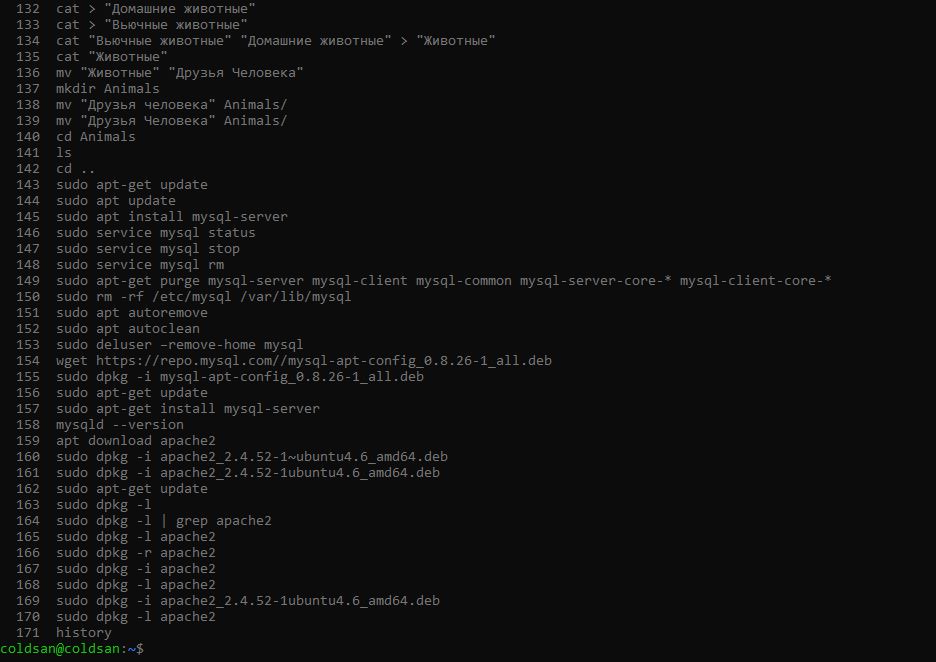 132 cat > "Домашние животные"
133 cat > "Вьючные животные"
134 cat "Вьючные животные" "Домашние животные" > "Животные"
135 cat "Животные"
136 mv "Животные" "Друзья Человека"
137 mkdir Animals
138 mv "Друзья человека" Animals/
139 mv "Друзья Человека" Animals/
140 cd Animals
141 ls
142 cd ..
143 sudo apt-get update
144 sudo apt update
145 sudo apt install mysql-server
146 sudo service mysql status
147 sudo service mysql stop
148 sudo service mysql rm
149 sudo apt-get purge mysql-server mysql-client mysql-common mysql-server-core-* mysql-client-core-*
150 sudo rm -rf /etc/mysql /var/lib/mysql
151 sudo apt autoremove
152 sudo apt autoclean
153 sudo deluser –remove-home mysql
154 wget https://repo.mysql.com//mysql-apt-config_0.8.26-1_all.deb
155 sudo dpkg -i mysql-apt-config_0.8.26-1_all.deb
156 sudo apt-get update
157 sudo apt-get install mysql-server
158 mysqld --version
159 apt download apache2
160 sudo dpkg -i apache2_2.4.52-1~ubuntu4.6_amd64.deb
161 sudo dpkg -i apache2_2.4.52-1ubuntu4.6_amd64.deb
162 sudo apt-get update
163 sudo dpkg -l
164 sudo dpkg -l | grep apache2
165 sudo dpkg -l apache2
166 sudo dpkg -r apache2
167 sudo dpkg -i apache2
168 sudo dpkg -l apache2
169 sudo dpkg -i apache2_2.4.52-1ubuntu4.6_amd64.deb
170 sudo dpkg -l apache2
171 history
coldsan@coldsan:~$